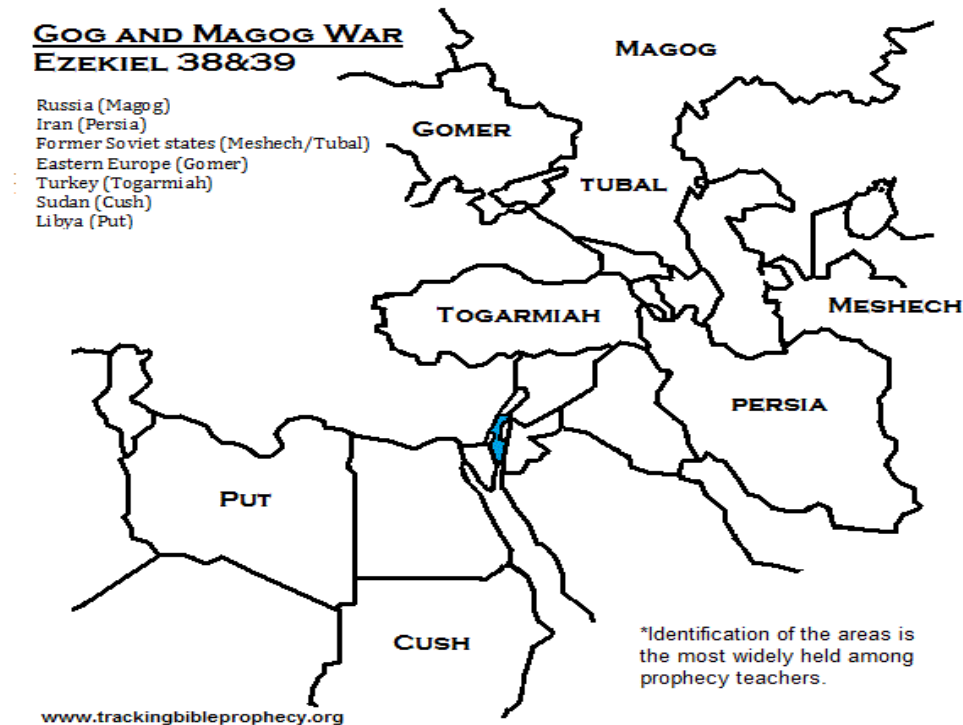 GOG AND MAGOG WAR
EZEKIEL 38&39
Russia (Magog)
Iran (Persia)
Former Soviet states (Meshech/Tubal)
Eastern Europe (Gomer)
Turkey (Togarmiah)
Sudan (Cush)
Libya (Put)
MAGOG
GOMER
TUBAL
TOGARMIAH
MESHECH
PERSIA
PUT
CUSH
*Identification of the areas is
the most widely held among
prophecy teachers.
www.trackingbibleprophecy.org